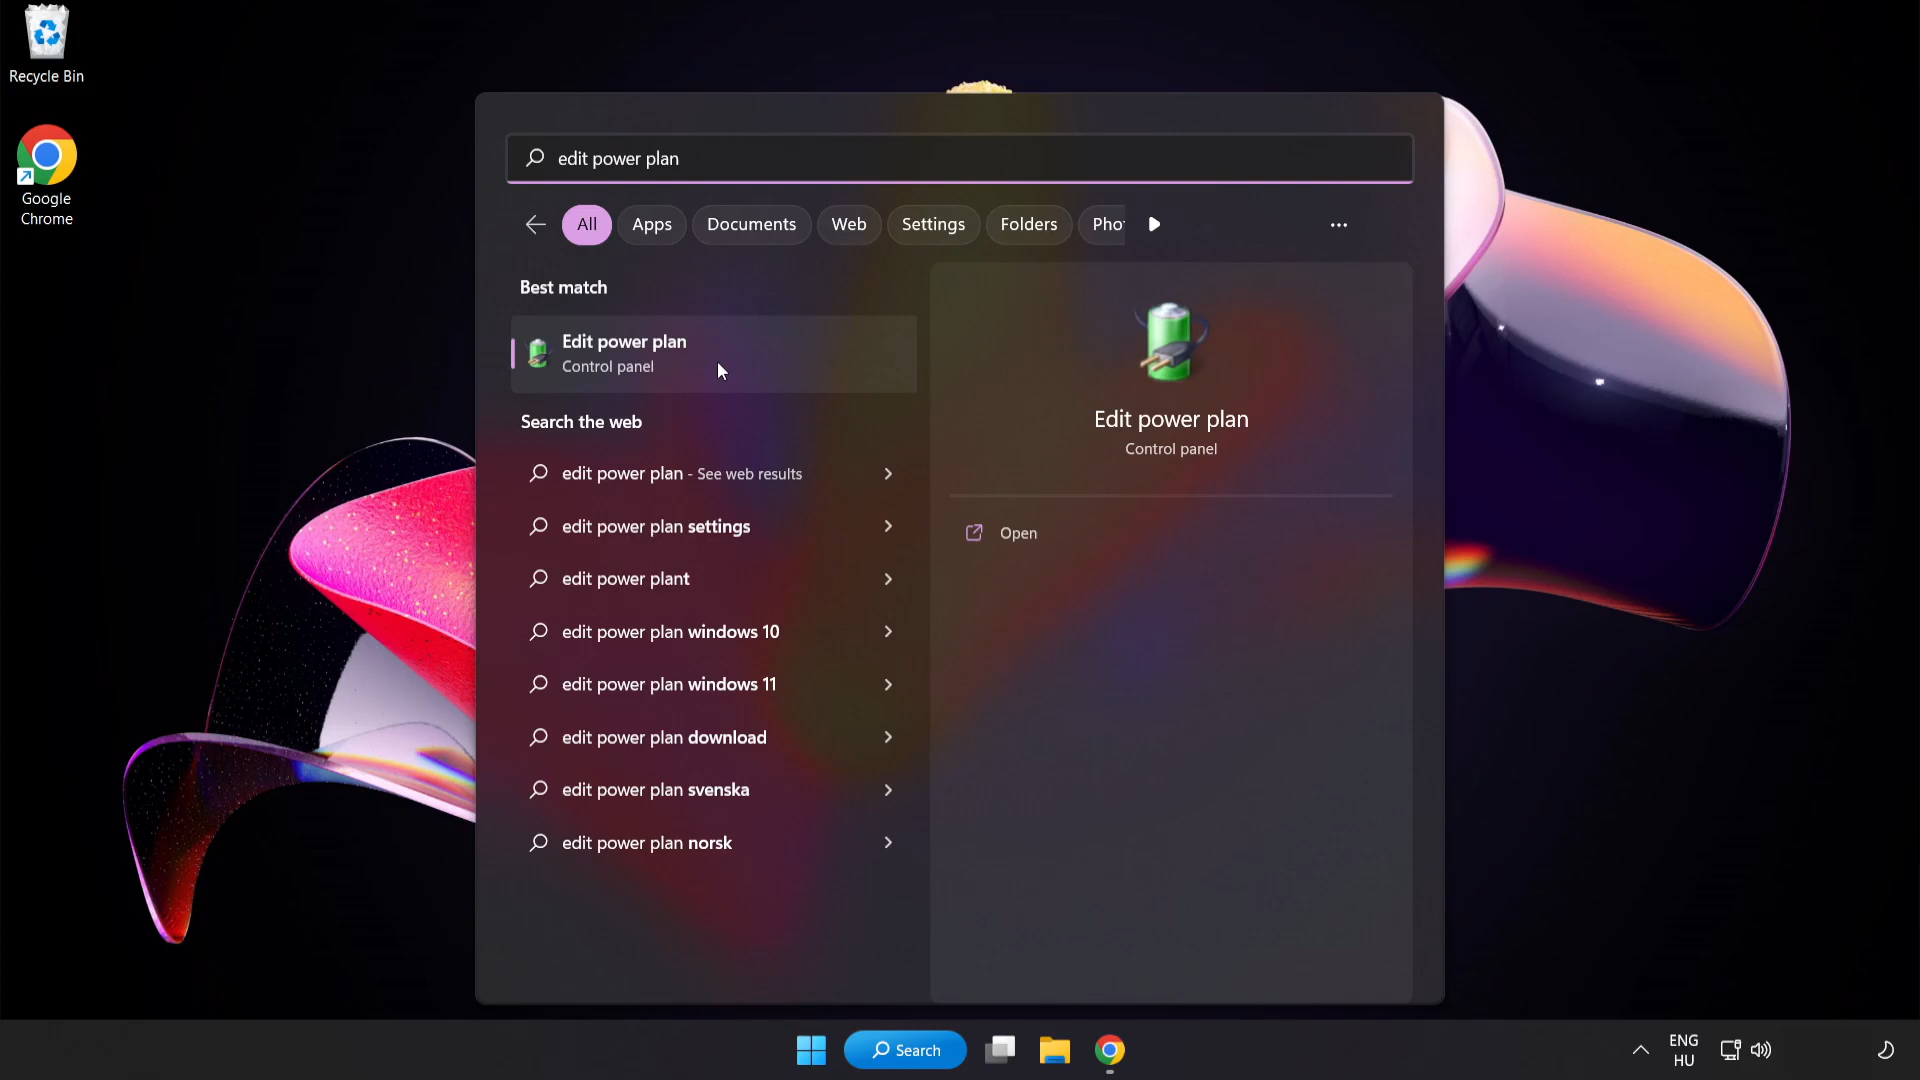 Recycle Bin
Google
Chrome
edit power plan
All
Apps
Documents
Web
Settings
Folders
Pho
Best match
Edit power plan
Control panel
Search the web
edit power plan - See web results
edit power plan settings
edit power plant
edit power plan windows 10
edit power plan windows 11
edit power plan download
edit power plan svenska
edit power plan norsk
Edit power plan
Control panel
Open
Search
ENG
HU